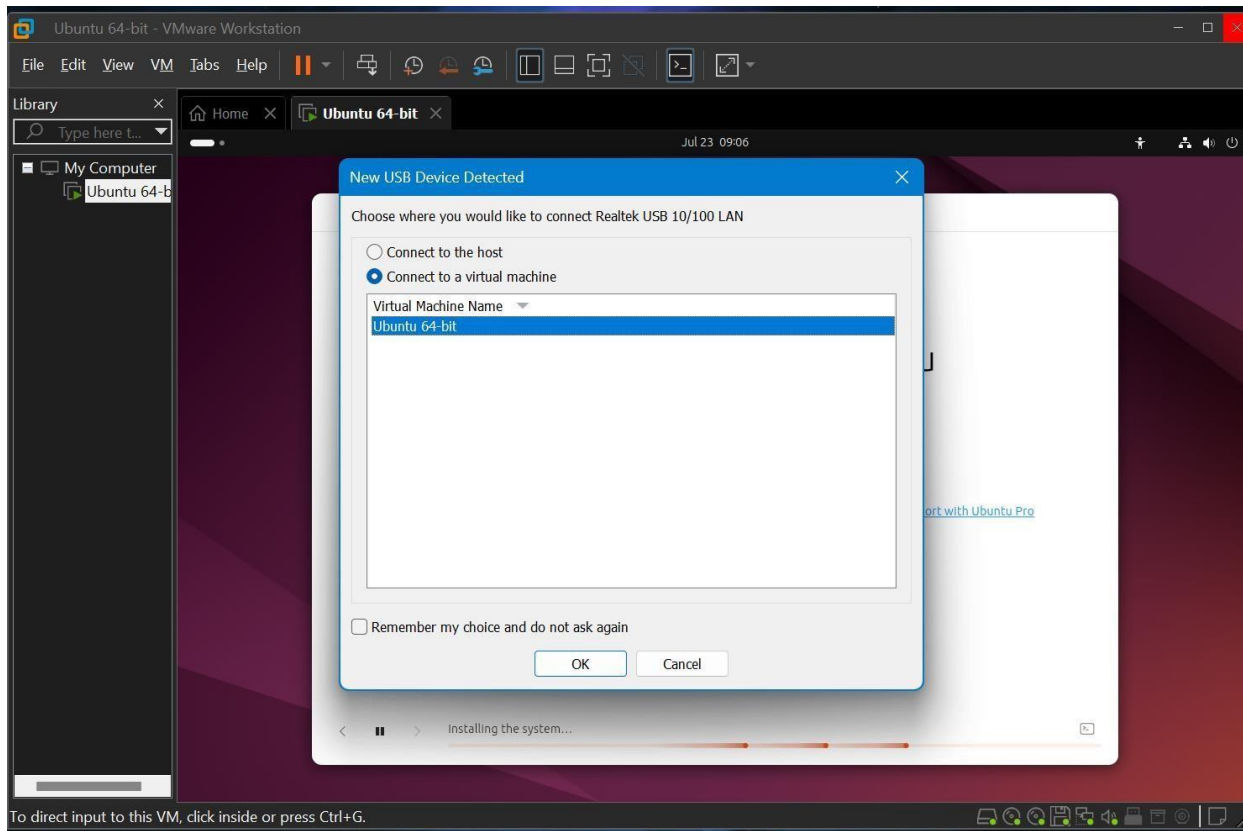 Ubuntu 64-bit - VMware Workstation
File Edit View VM Tabs Help
Library
Type here t...
Home
Ubuntu 64-bit
Jul 23 09:06
My Computer
Ubuntu 64-b
New USB Device Detected
Choose where you would like to connect Realtek USB 10/100 LAN
Connect to the host
Connect to a virtual machine
Virtual Machine Name
Ubuntu 64-bit
ort with Ubuntu Pro
Remember my choice and do not ask again
OK Cancel
Installing the system...
To direct input to this VM, click inside or press Ctrl+G.